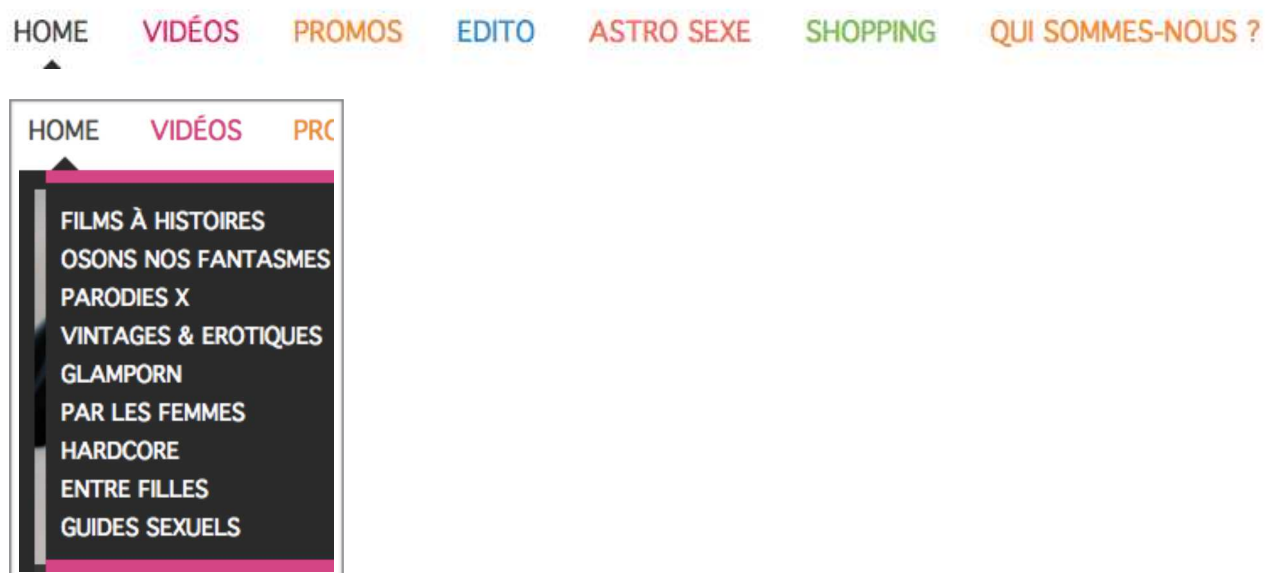 HOME VIDÉOS PROMOS EDITO ASTRO SEXE SHOPPING QUI SOMMES-NOUS ?
HOME VIDÉOS PRO
FILMS À HISTOIRES
OSONS NOS FANTASMES
PARODIES X
VINTAGES & EROTIQUES
GLAMPORN
PAR LES FEMMES
HARDCORE
ENTRE FILLES
GUIDES SEXUELS